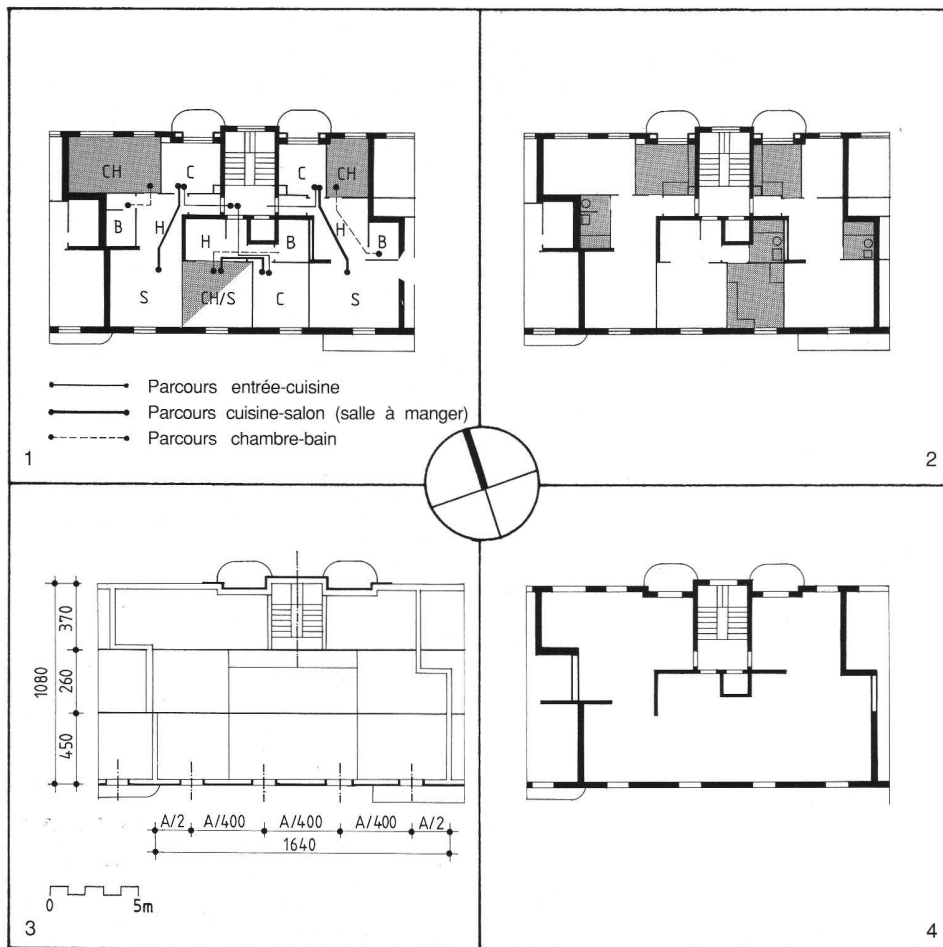 CH
C
C
CH
B
H
H
B
H
B
S
CH/S
C
S
Parcours entrée-cuisine
Parcours cuisine-salon (salle à manger)
Parcours chambre-bain
1
2
370
1080
260
450
A/2 A/400 A/400 A/400 A/2
1640
0 5m
3
4